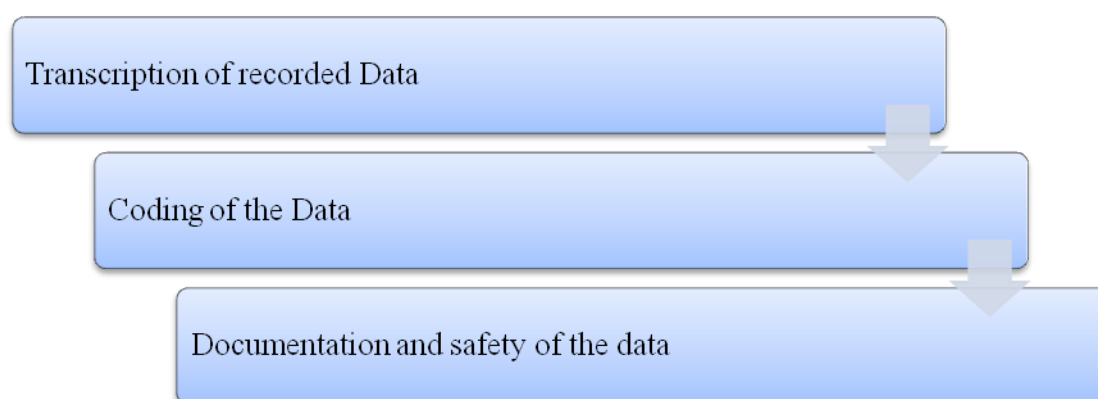 Transcription of recorded Data
Coding of the Data
Documentation and safety of the data